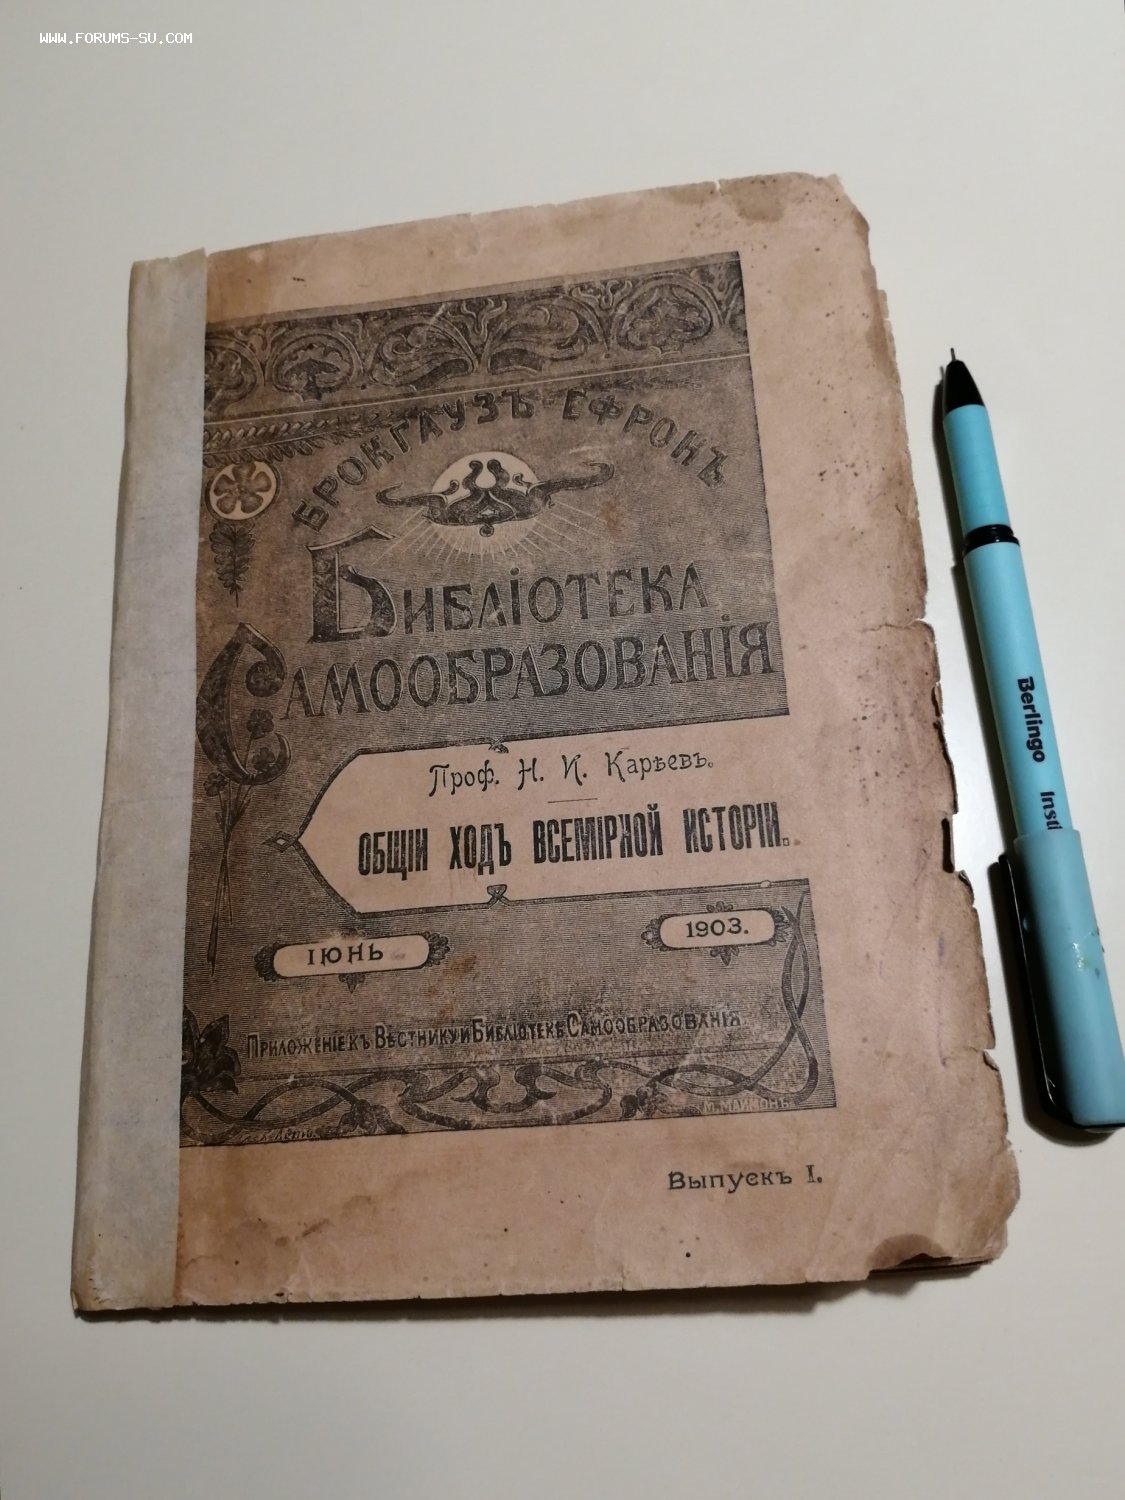 WWW.FORUMS-SU.COM
БРОКГАУЗЪ ЕФРОНЪ
БИБЛІОТЕКА
САМООБРАЗОВАНІЯ
Проф. Н. И. Карѣевъ.
ОБЩІЙ ХОДЪ ВСЕМІРНОЙ ИСТОРІИ.
ІЮНЬ
1903.
ПРИЛОЖЕНІЕ КЪ ВѢСТНИКУ И БИБЛІОТЕКѢ САМООБРАЗОВАНІЯ.
Выпускъ I.
Berlingo